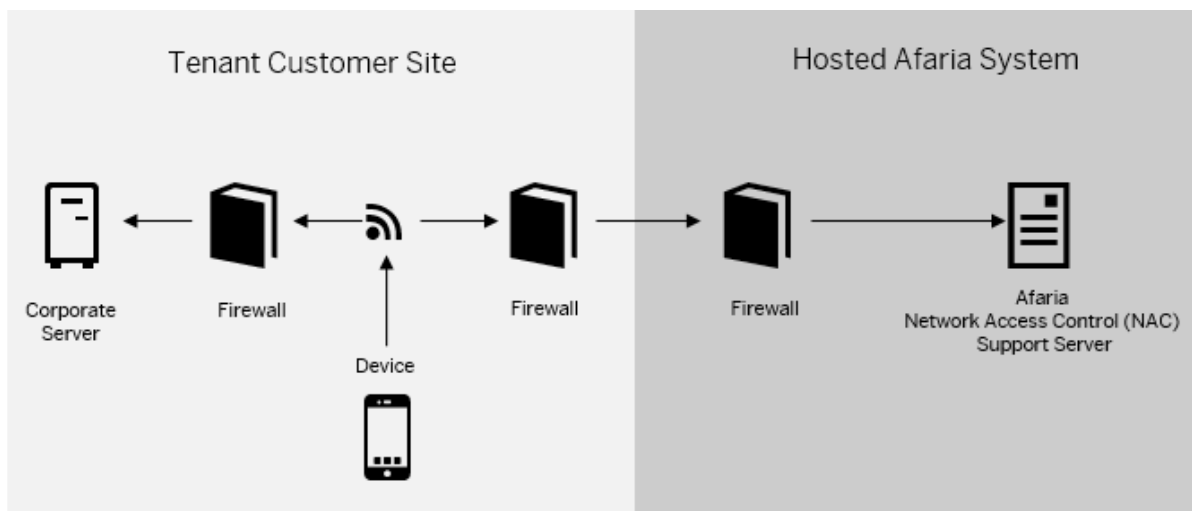 Tenant Customer Site
Hosted Afaria System
Corporate
Server
Firewall
Device
Firewall
Firewall
Afaria
Network Access Control (NAC)
Support Server